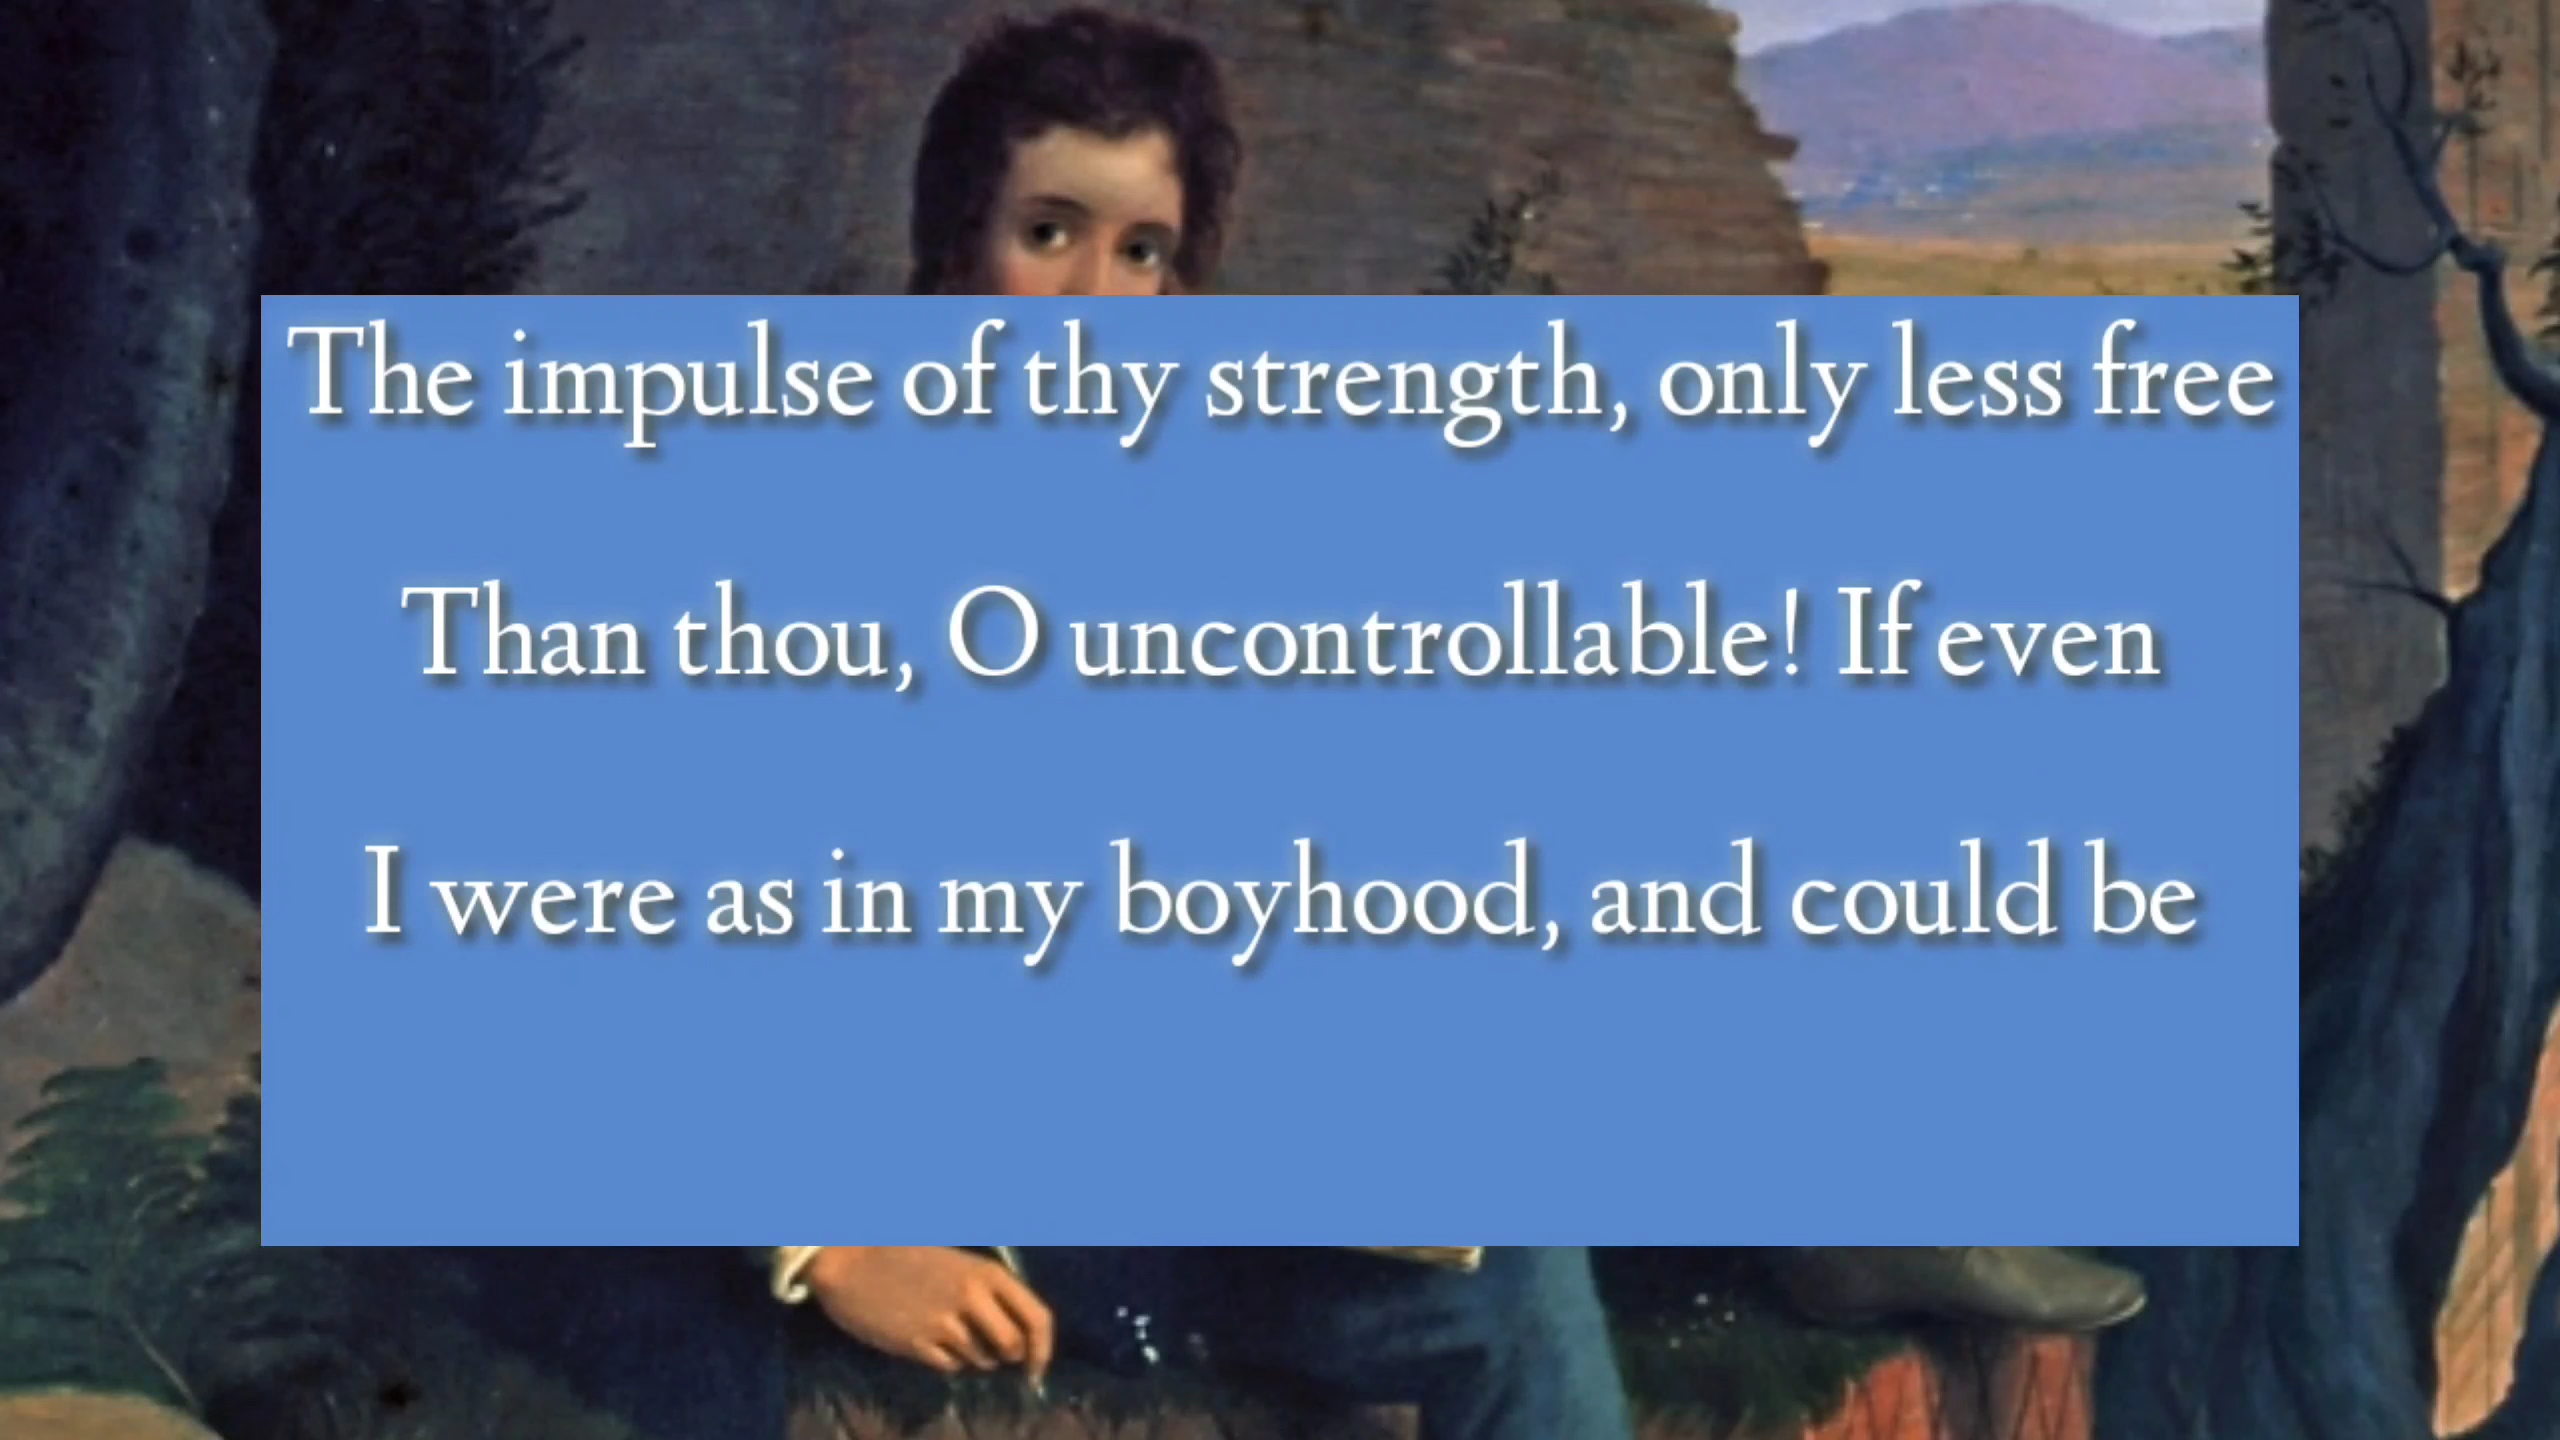 The impulse of thy strength, only less free
Than thou, O uncontrollable! If even
I were as in my boyhood, and could be